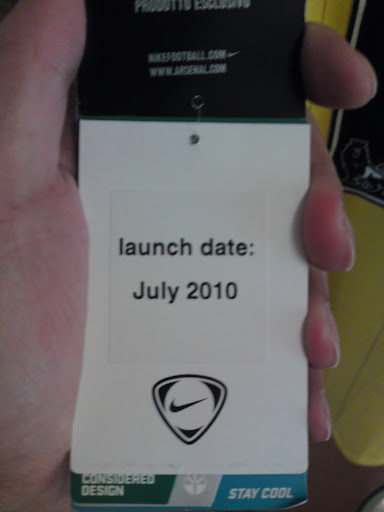 PRODOTTO ESCLUSIVO
NIKEFOOTBALL.COM
WWW.ARSENAL.COM
launch date:
July 2010
CONSIDERED
DESIGN
STAY COOL